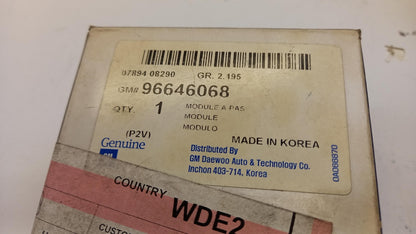 07894 08290 GR. 2.195
GM# 96646068
QTY. 1 MODULE A PAS
MODULE
MODULO
(P2V) MADE IN KOREA
Genuine
Distributed By
GM Daewoo Auto & Technology Co.
Inchon 403-714, Korea
COUNTRY WDE2
CUSTO